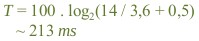 T = 100 . log₂(14 / 3,6 + 0,5)
~ 213 ms